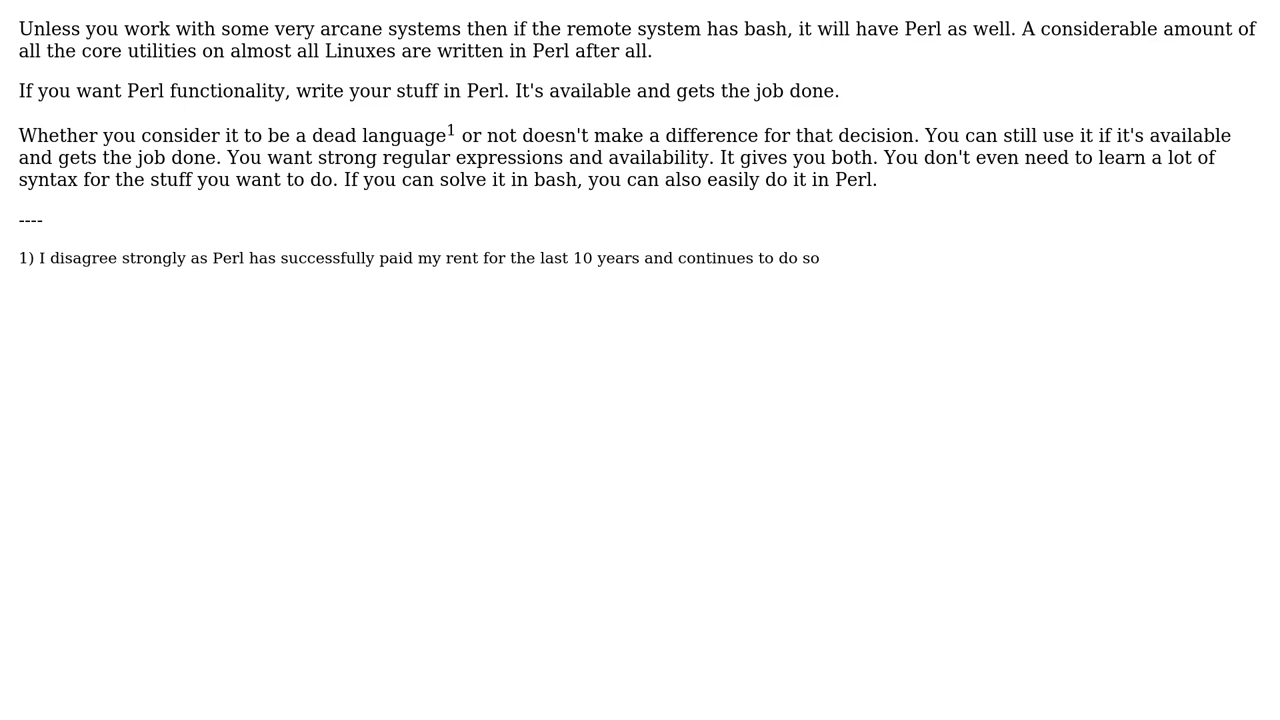 Unless you work with some very arcane systems then if the remote system has bash, it will have Perl as well. A considerable amount of
all the core utilities on almost all Linuxes are written in Perl after all.
If you want Perl functionality, write your stuff in Perl. It's available and gets the job done.
Whether you consider it to be a dead language1 or not doesn't make a difference for that decision. You can still use it if it's available
and gets the job done. You want strong regular expressions and availability. It gives you both. You don't even need to learn a lot of
syntax for the stuff you want to do. If you can solve it in bash, you can also easily do it in Perl.
----
1) I disagree strongly as Perl has successfully paid my rent for the last 10 years and continues to do so